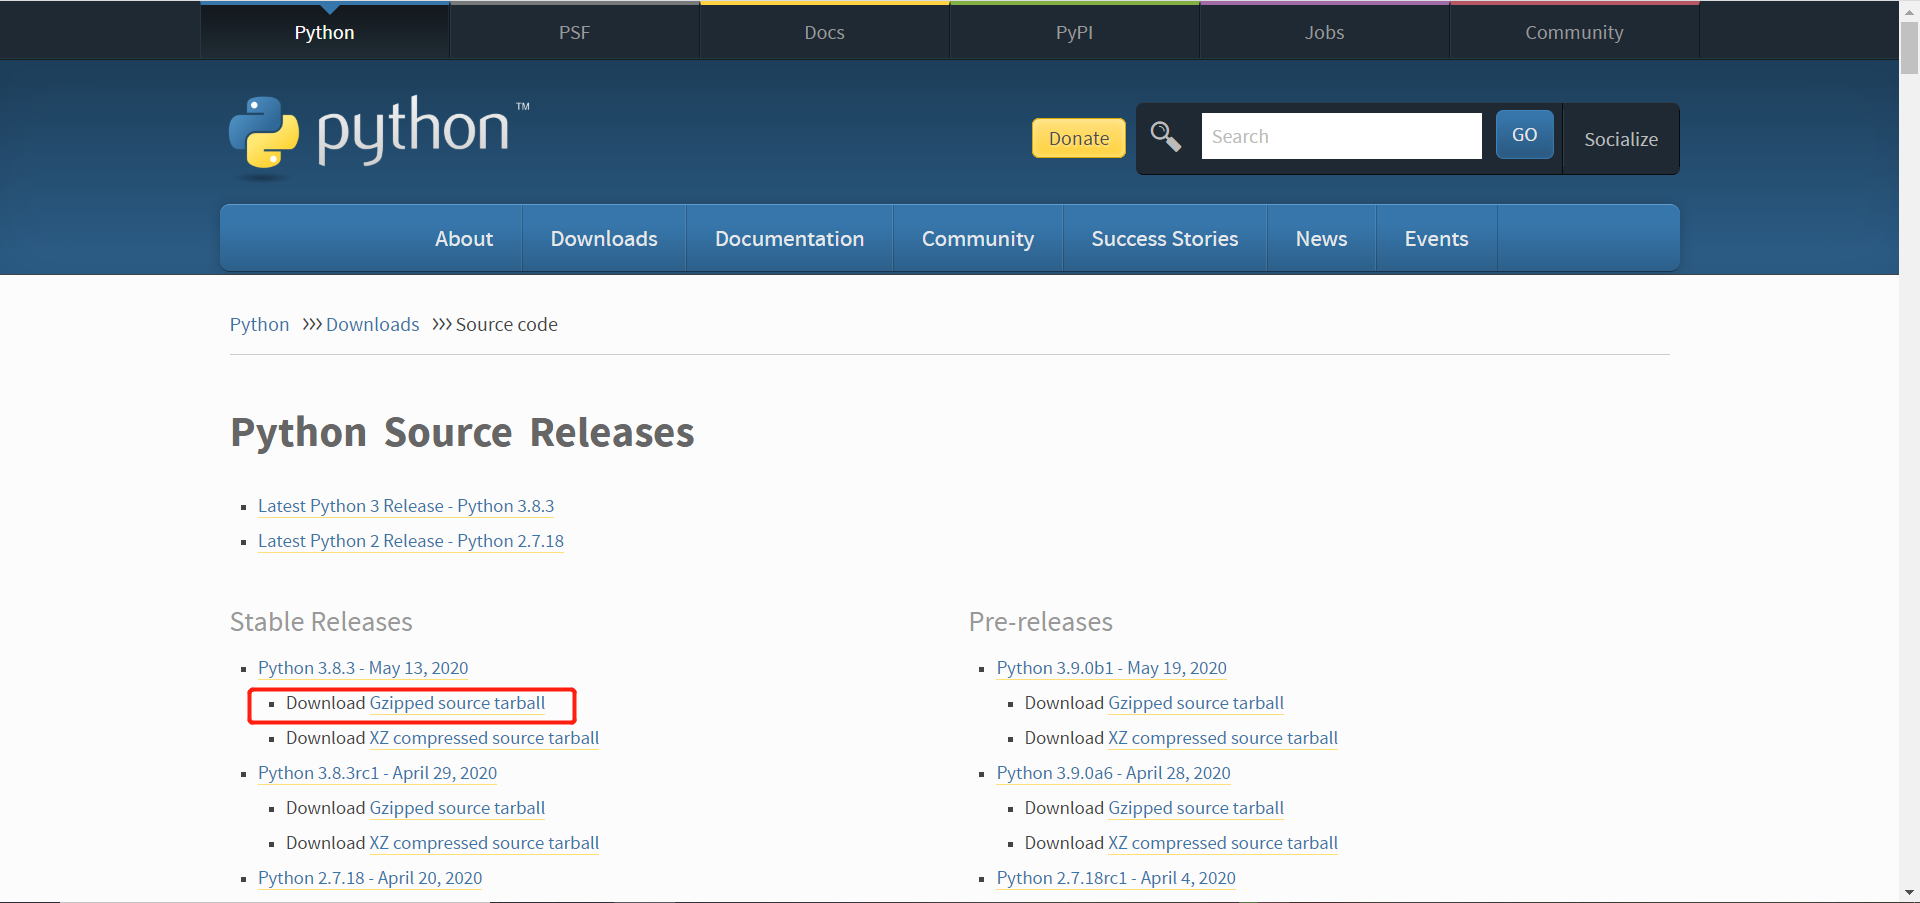 Python PSF Docs PyPI Jobs Community
python™
Donate Search GO Socialize
About Downloads Documentation Community Success Stories News Events
Python >>> Downloads >>> Source code
Python Source Releases
Latest Python 3 Release - Python 3.8.3
Latest Python 2 Release - Python 2.7.18
Stable Releases
Python 3.8.3 - May 13, 2020
Download Gzipped source tarball
Download XZ compressed source tarball
Python 3.8.3rc1 - April 29, 2020
Download Gzipped source tarball
Download XZ compressed source tarball
Python 2.7.18 - April 20, 2020
Pre-releases
Python 3.9.0b1 - May 19, 2020
Download Gzipped source tarball
Download XZ compressed source tarball
Python 3.9.0a6 - April 28, 2020
Download Gzipped source tarball
Download XZ compressed source tarball
Python 2.7.18rc1 - April 4, 2020